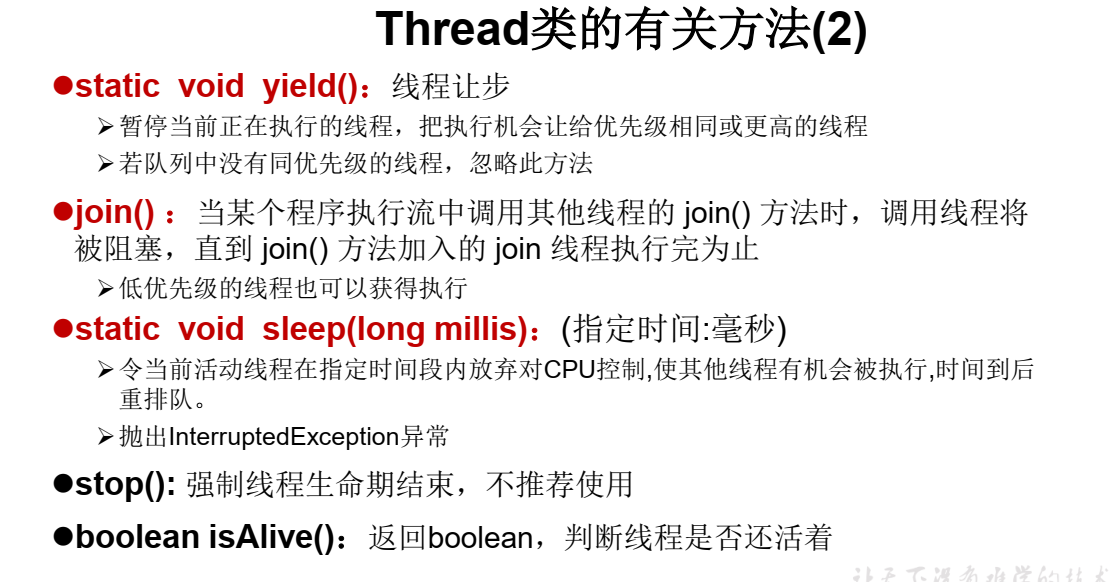 Thread类的有关方法(2)
●static void yield()：线程让步
➢暂停当前正在执行的线程，把执行机会让给优先级相同或更高的线程
➢若队列中没有同优先级的线程，忽略此方法
●join() ：当某个程序执行流中调用其他线程的 join() 方法时，调用线程将
被阻塞，直到 join() 方法加入的 join 线程执行完为止
➢低优先级的线程也可以获得执行
●static void sleep(long millis)：(指定时间:毫秒)
➢令当前活动线程在指定时间段内放弃对CPU控制,使其他线程有机会被执行,时间到后
重排队。
➢抛出InterruptedException异常
●stop(): 强制线程生命期结束，不推荐使用
●boolean isAlive()：返回boolean，判断线程是否还活着
让天下没有难学的技术